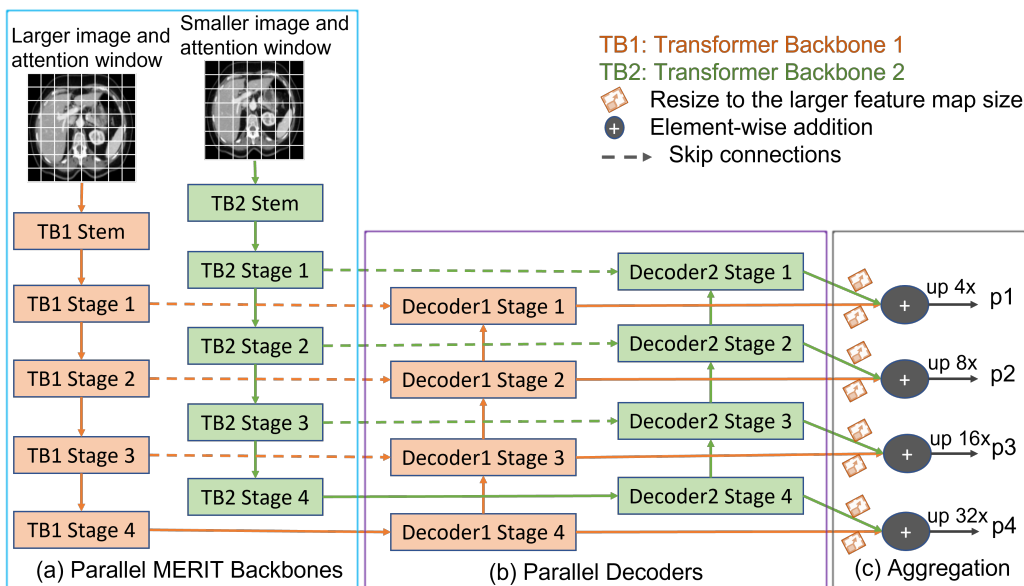 Larger image and
attention window
Smaller image and
attention window
TB1: Transformer Backbone 1
TB2: Transformer Backbone 2
Resize to the larger feature map size
+ Element-wise addition
Skip connections
TB1 Stem
TB1 Stage 1
TB1 Stage 2
TB1 Stage 3
TB1 Stage 4
TB2 Stem
TB2 Stage 1
TB2 Stage 2
TB2 Stage 3
TB2 Stage 4
(a) Parallel MERIT Backbones
Decoder1 Stage 1
Decoder1 Stage 2
Decoder1 Stage 3
Decoder1 Stage 4
Decoder2 Stage 1
Decoder2 Stage 2
Decoder2 Stage 3
Decoder2 Stage 4
(b) Parallel Decoders
+ up 4x p1
+ up 8x p2
+ up 16x p3
+ up 32x p4
(c) Aggregation